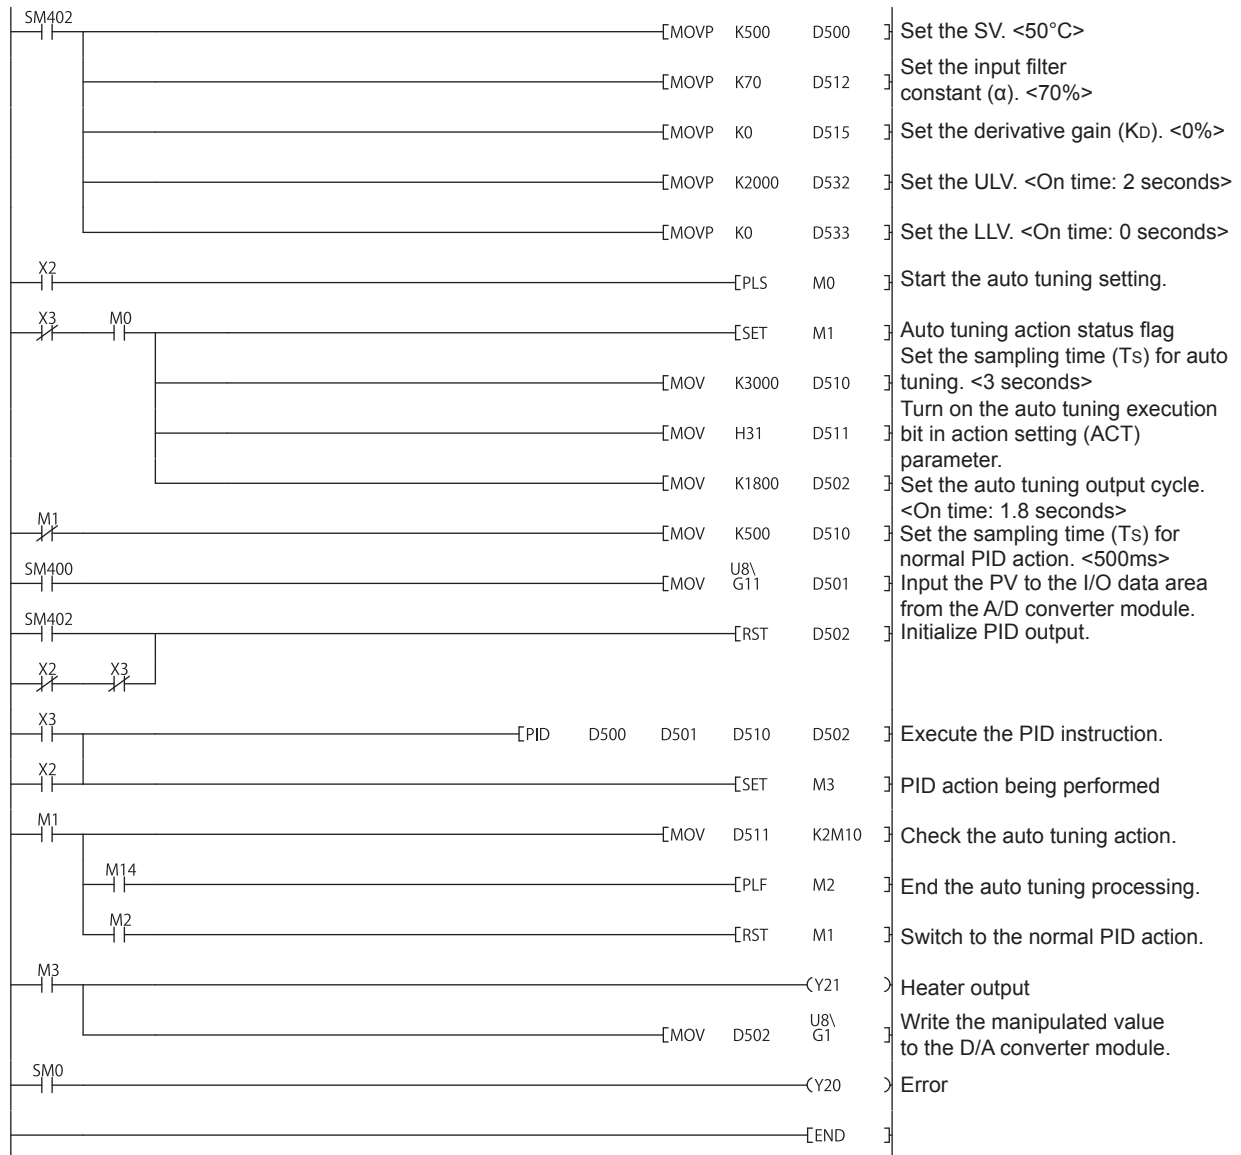 SM402
[MOVP K500 D500 ] Set the SV. <50°C>
Set the input filter
[MOVP K70 D512 ] constant (α). <70%>
[MOVP K0 D515 ] Set the derivative gain (KD). <0%>
[MOVP K2000 D532 ] Set the ULV. <On time: 2 seconds>
[MOVP K0 D533 ] Set the LLV. <On time: 0 seconds>
X2
[PLS M0 ] Start the auto tuning setting.
X3 M0
[SET M1 ] Auto tuning action status flag
Set the sampling time (Ts) for auto
[MOV K3000 D510 ] tuning. <3 seconds>
Turn on the auto tuning execution
[MOV H31 D511 ] bit in action setting (ACT)
parameter.
[MOV K1800 D502 ] Set the auto tuning output cycle.
<On time: 1.8 seconds>
M1
[MOV K500 D510 ] Set the sampling time (Ts) for
normal PID action. <500ms>
SM400 U8\
[MOV G11 D501 ] Input the PV to the I/O data area
from the A/D converter module.
SM402
[RST D502 ] Initialize PID output.
X2 X3
X3
[PID D500 D501 D510 D502 ] Execute the PID instruction.
X2
[SET M3 ] PID action being performed
M1
[MOV D511 K2M10 ] Check the auto tuning action.
M14
[PLF M2 ] End the auto tuning processing.
M2
[RST M1 ] Switch to the normal PID action.
M3
(Y21 ) Heater output
U8\ Write the manipulated value
[MOV D502 G1 ] to the D/A converter module.
SM0
(Y20 ) Error
[END ]